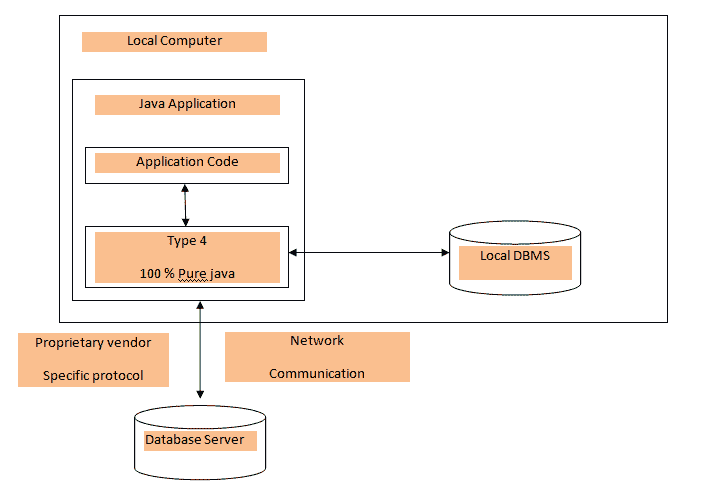 Local Computer
Java Application
Application Code
Type 4
100 % Pure java
Local DBMS
Proprietary vendor
Specific protocol
Network
Communication
Database Server